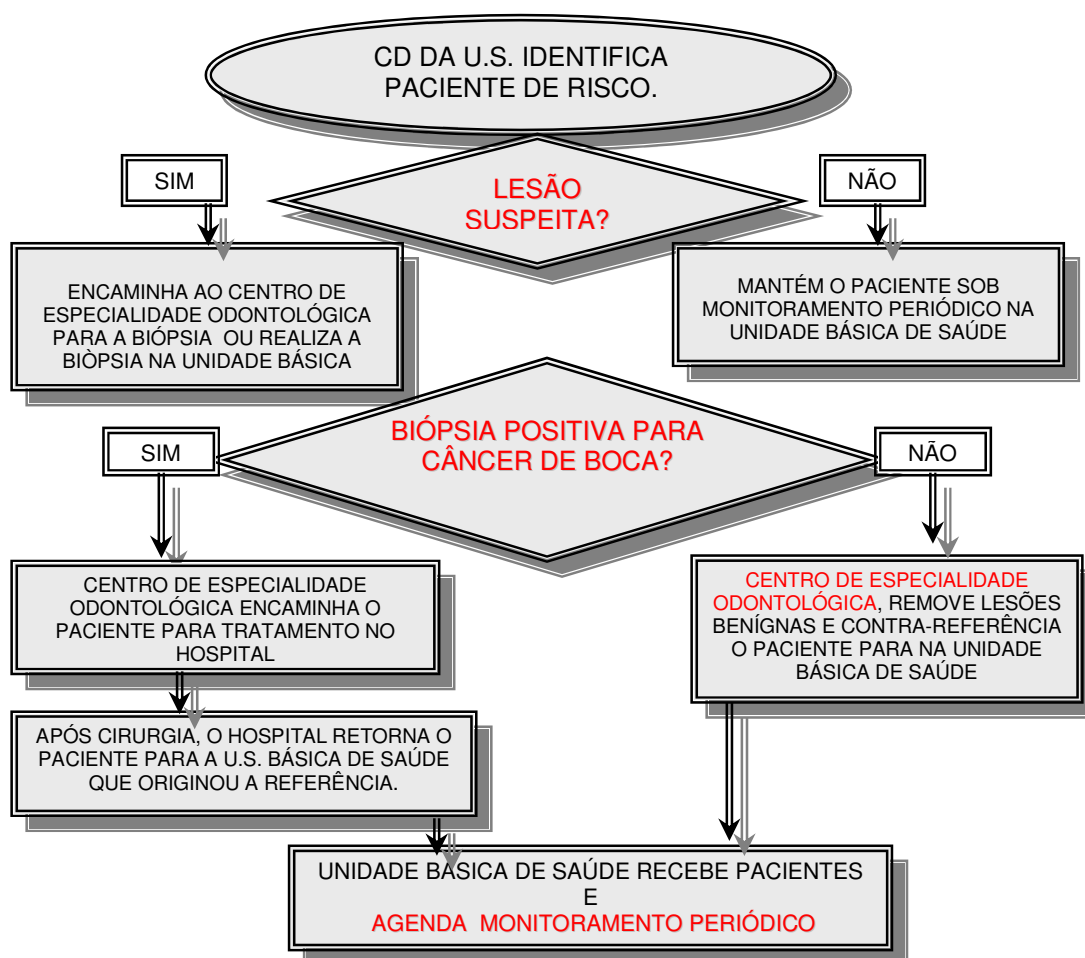 CD DA U.S. IDENTIFICA
PACIENTE DE RISCO.
SIM
LESÃO
SUSPEITA?
NÃO
ENCAMINHA AO CENTRO DE
ESPECIALIDADE ODONTOLÓGICA
PARA A BIÓPSIA OU REALIZA A
BIÒPSIA NA UNIDADE BÁSICA
MANTÉM O PACIENTE SOB
MONITORAMENTO PERIÓDICO NA
UNIDADE BÁSICA DE SAÚDE
SIM
BIÓPSIA POSITIVA PARA
CÂNCER DE BOCA?
NÃO
CENTRO DE ESPECIALIDADE
ODONTOLÓGICA ENCAMINHA O
PACIENTE PARA TRATAMENTO NO
HOSPITAL
CENTRO DE ESPECIALIDADE
ODONTOLÓGICA, REMOVE LESÕES
BENÍGNAS E CONTRA-REFERÊNCIA
O PACIENTE PARA NA UNIDADE
BÁSICA DE SAÚDE
APÓS CIRURGIA, O HOSPITAL RETORNA O
PACIENTE PARA A U.S. BÁSICA DE SAÚDE
QUE ORIGINOU A REFERÊNCIA.
UNIDADE BÁSICA DE SAÚDE RECEBE PACIENTES
E
AGENDA MONITORAMENTO PERIÓDICO